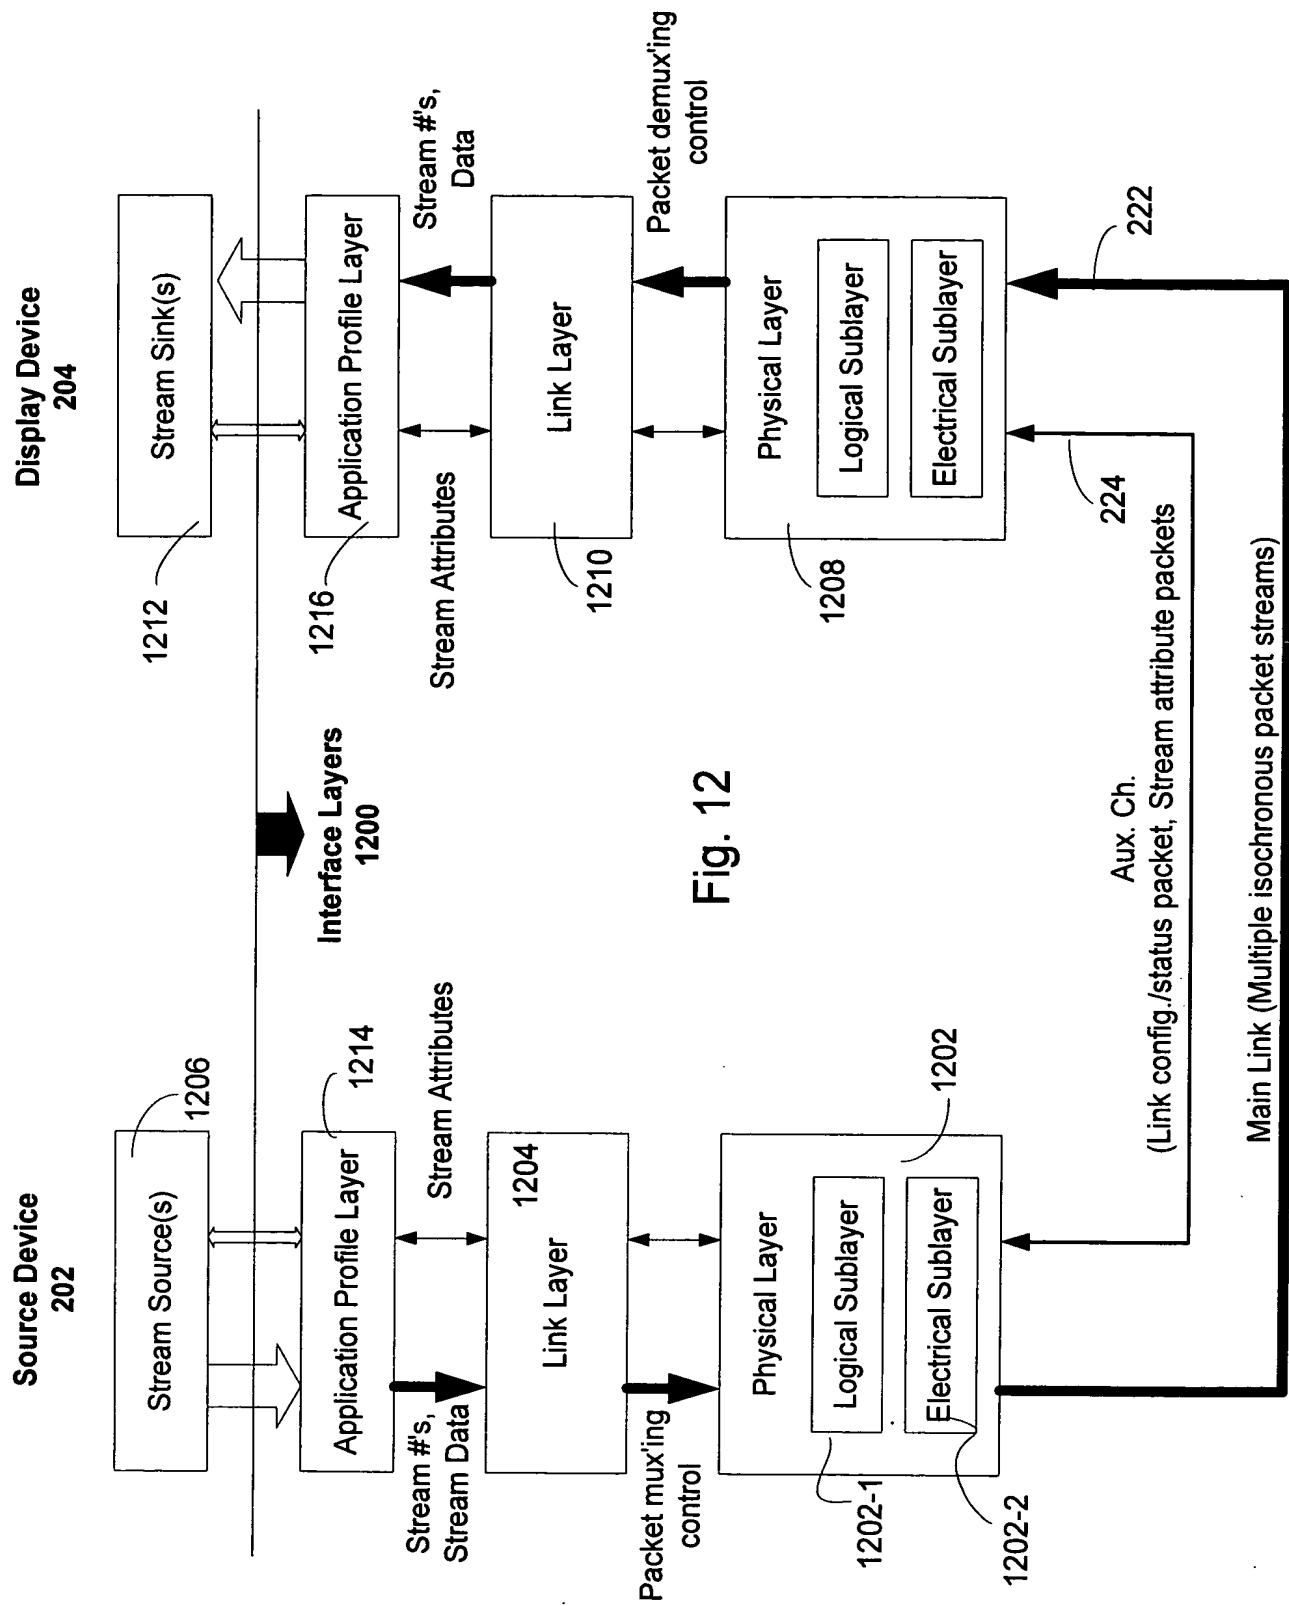 Source Device
202
Display Device
204
Stream Source(s)
1206
Stream Sink(s)
1212
Interface Layers
1200
Application Profile Layer
1214
Application Profile Layer
1216
Stream #'s,
Stream Data
Stream Attributes
Stream Attributes
Stream #'s,
Data
Link Layer
1204
Link Layer
1210
Packet mux'ing
control
Packet demux'ing
control
Fig. 12
Physical Layer
Logical Sublayer
Electrical Sublayer
1202
1202-1
1202-2
Physical Layer
Logical Sublayer
Electrical Sublayer
1208
224
222
Aux. Ch.
(Link config./status packet, Stream attribute packets
Main Link (Multiple isochronous packet streams)